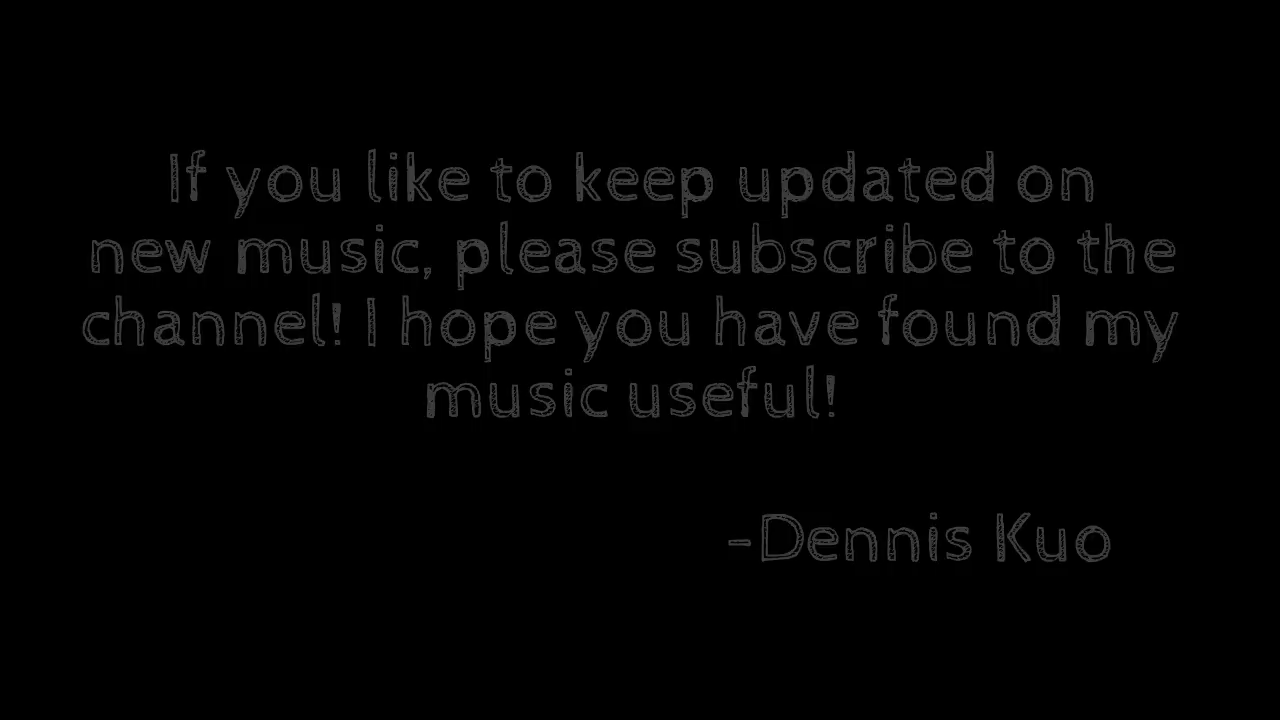 If you like to keep updated on
new music, please subscribe to the
channel! I hope you have found my
music useful!
-Dennis Kuo